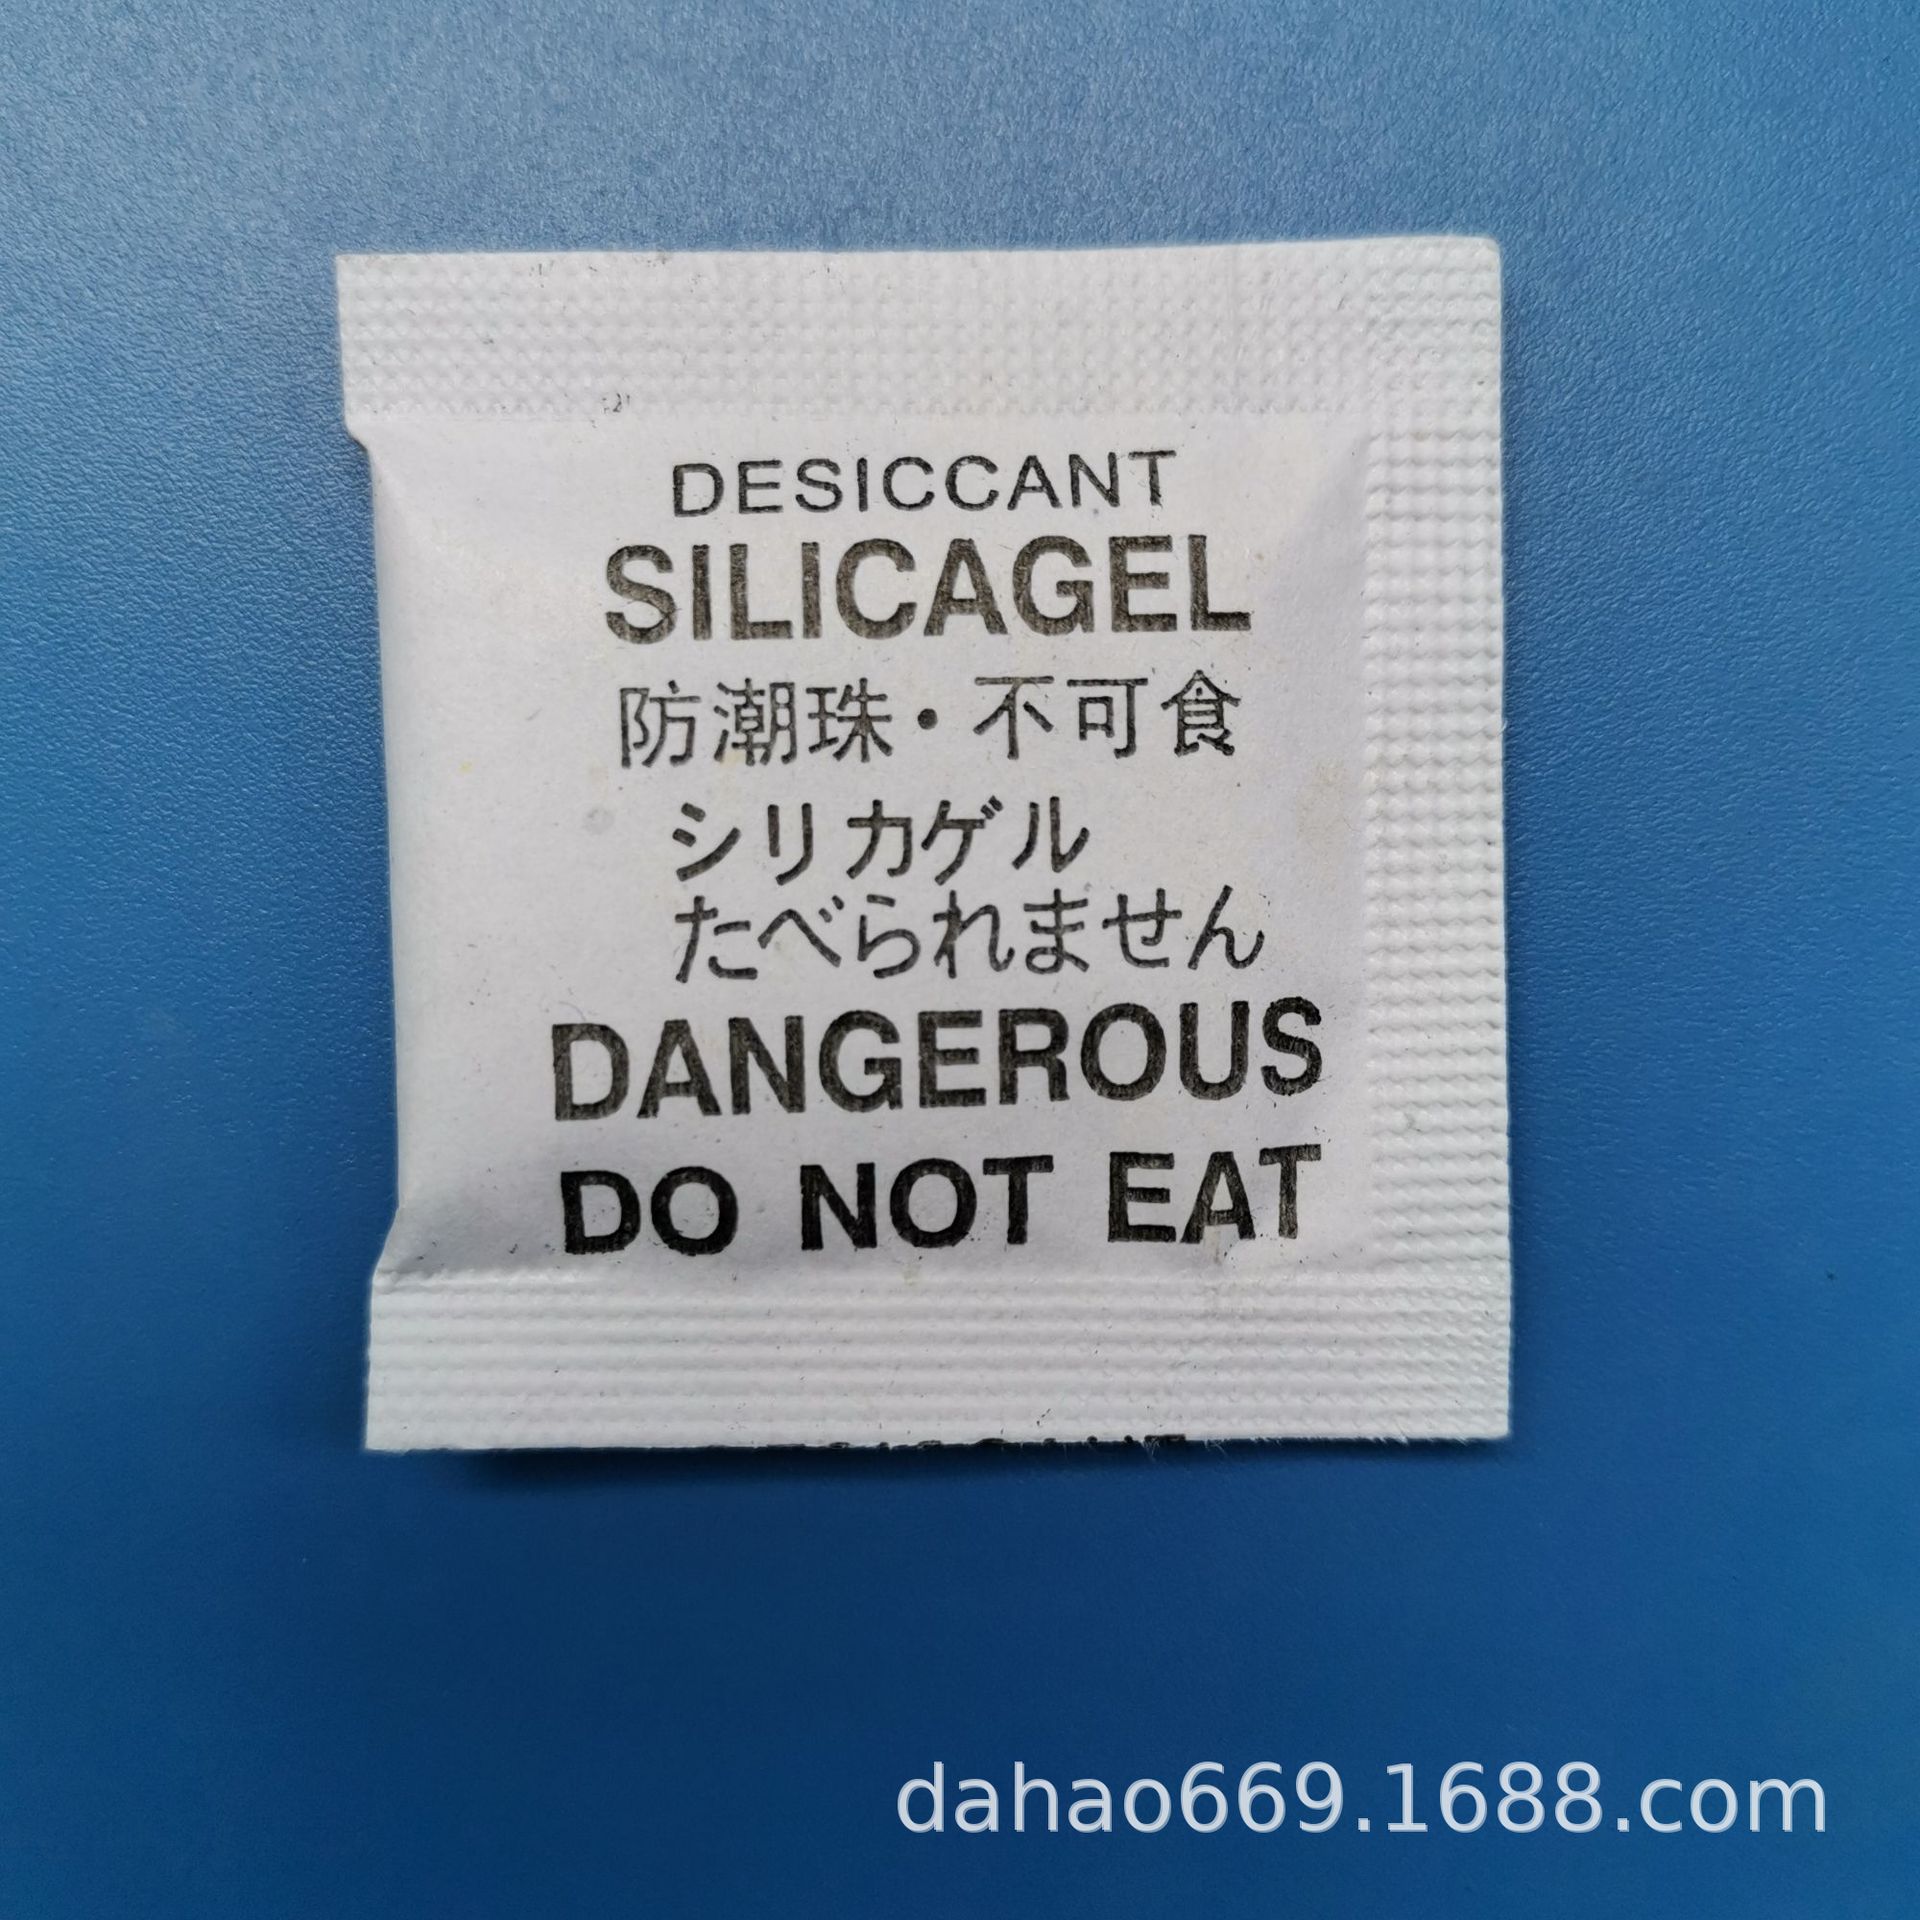 DESICCANT
SILICAGEL
防潮珠・不可食
シリカゲル
たべられません
DANGEROUS
DO NOT EAT
dahao669.1688.com